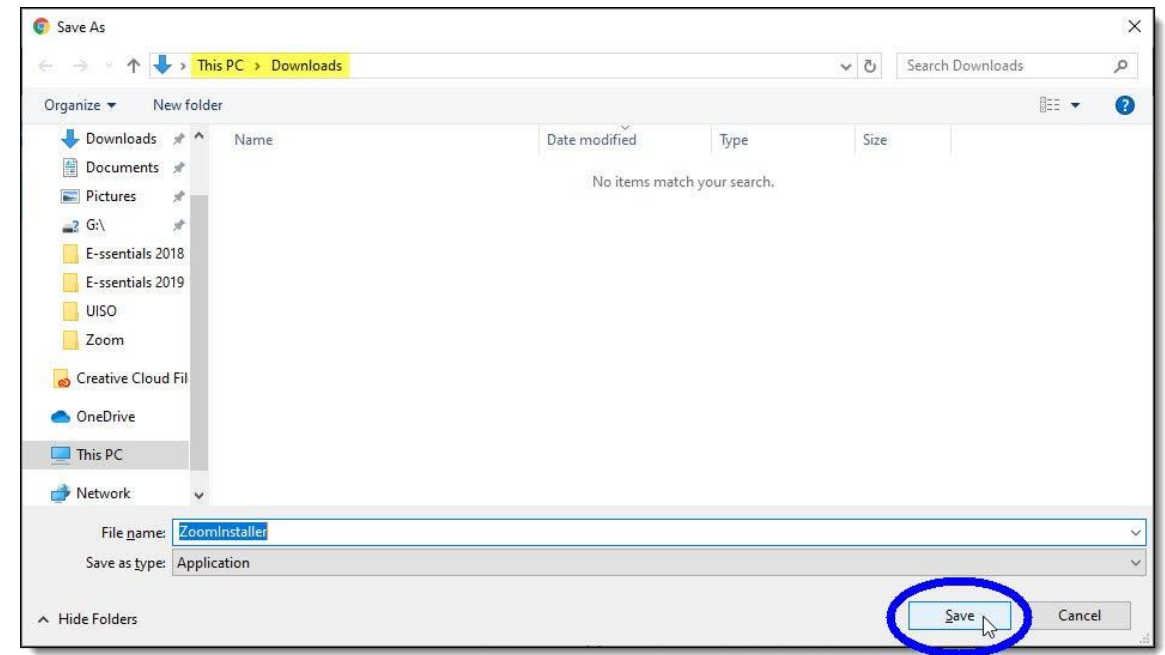 Save As
This PC > Downloads
Search Downloads
Organize
New folder
Name Date modified Type Size
Downloads
No items match your search.
Documents
Pictures
G:\
E-ssentials 2018
E-ssentials 2019
UISO
Zoom
Creative Cloud Fil
OneDrive
This PC
Network
File name: ZoomInstaller
Save as type: Application
Hide Folders
Save
Cancel